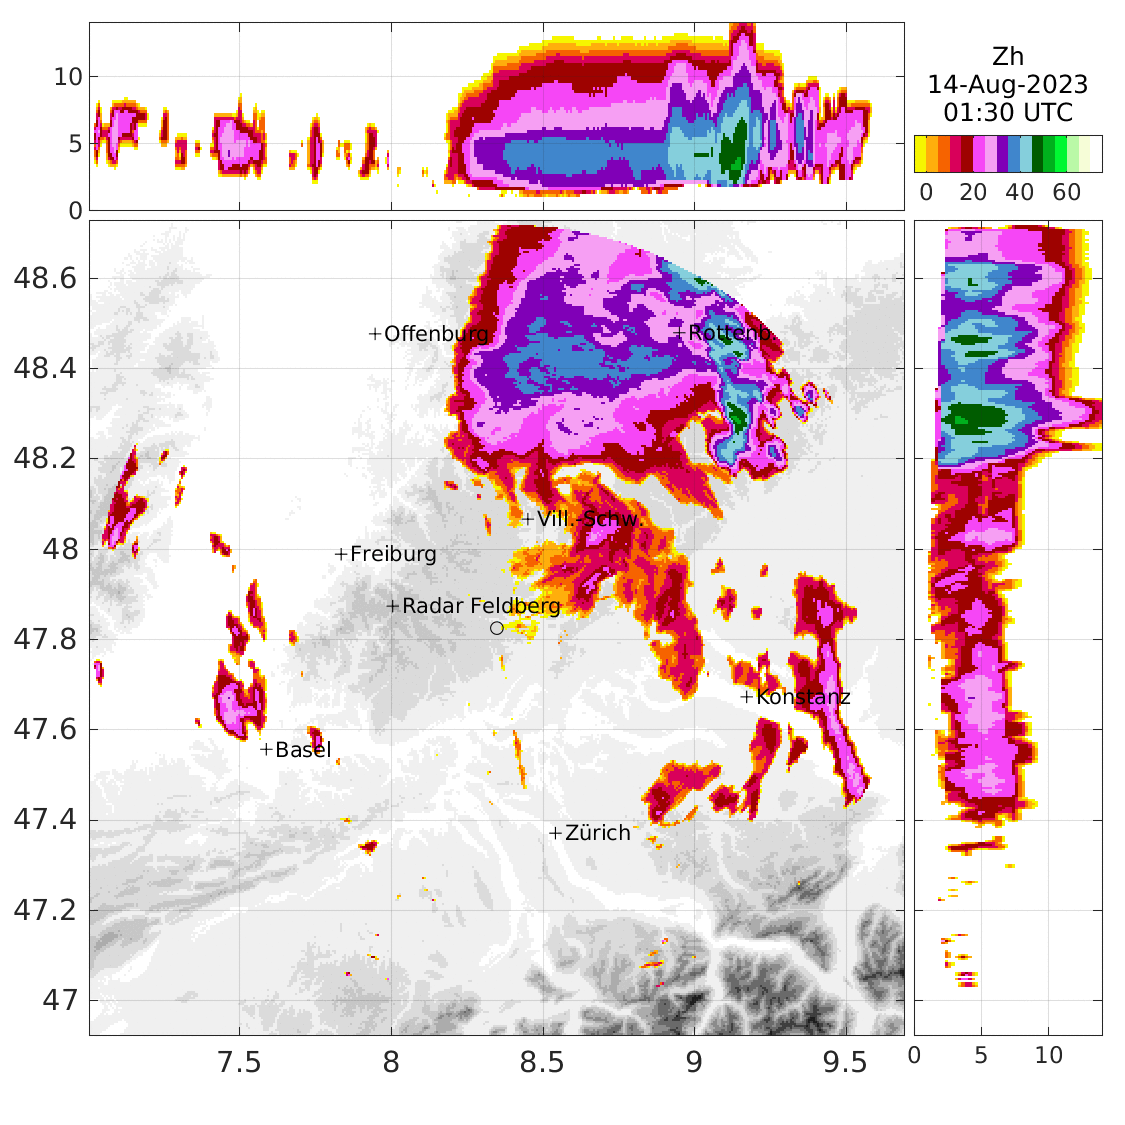 10
5
0
Zh
14-Aug-2023
01:30 UTC
0 20 40 60
48.6
48.4
48.2
48
47.8
47.6
47.4
47.2
47
Offenburg
Rottenb.
Vill.-Schw.
Freiburg
Radar Feldberg
Konstanz
Basel
Zürich
7.5 8 8.5 9 9.5
0 5 10